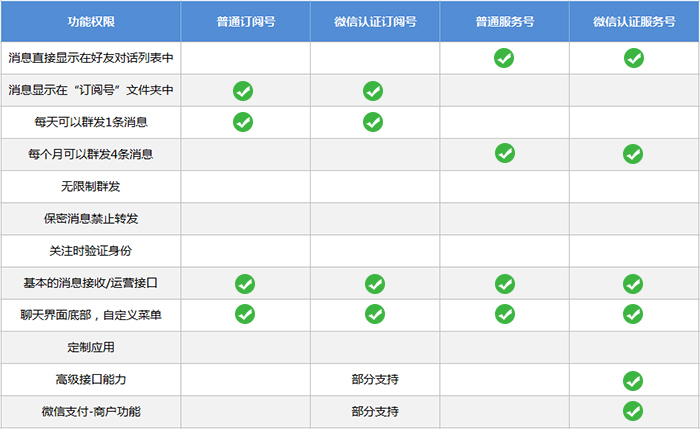 功能权限 普通订阅号 微信认证订阅号 普通服务号 微信认证服务号
消息直接显示在好友对话列表中
消息显示在“订阅号”文件夹中
每天可以群发1条消息
每个月可以群发4条消息
无限制群发
保密消息禁止转发
关注时验证身份
基本的消息接收/运营接口
聊天界面底部，自定义菜单
定制应用
高级接口能力 部分支持
微信支付-商户功能 部分支持